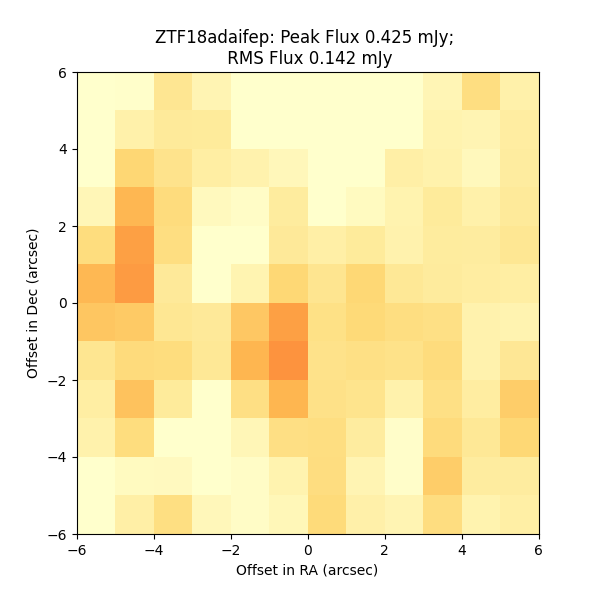 ZTF18adaifep: Peak Flux 0.425 mJy;
RMS Flux 0.142 mJy
6
4
2
0
−2
−4
−6
Offset in Dec (arcsec)
−6 −4 −2 0 2 4 6
Offset in RA (arcsec)